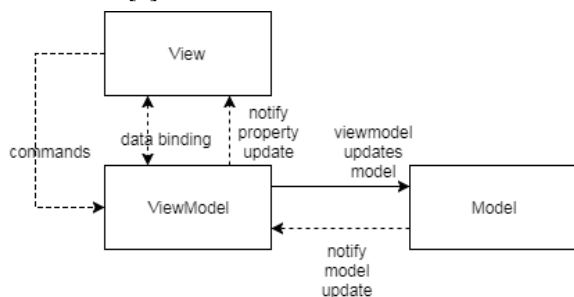 View
notify
property
update
data binding
commands
viewmodel
updates
model
ViewModel
Model
notify
model
update